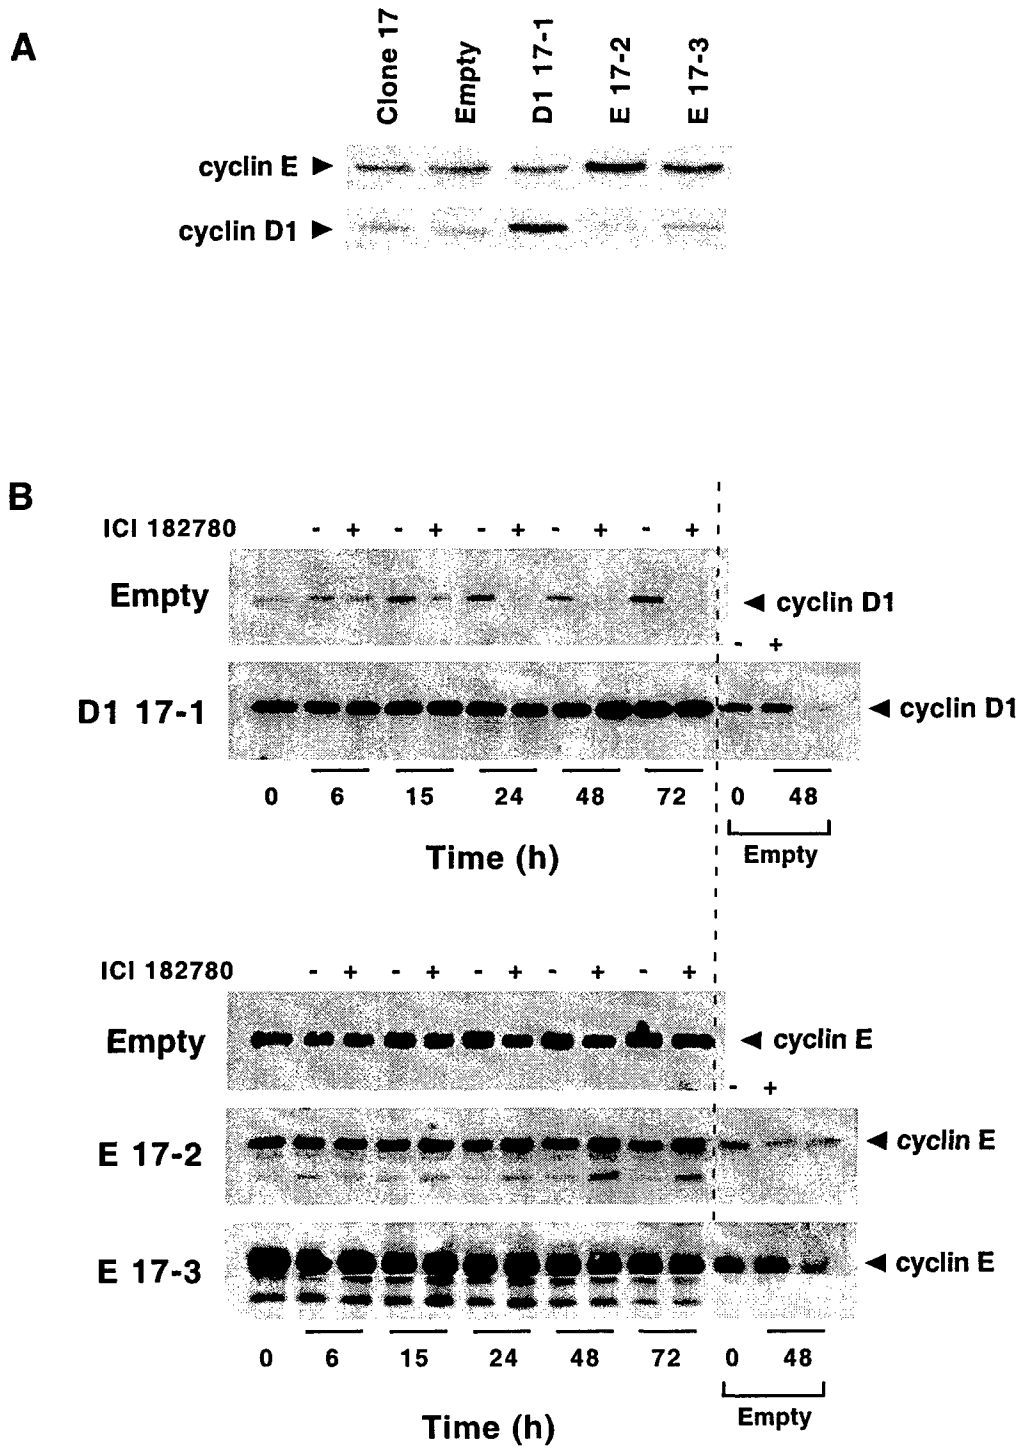 A
Clone 17 Empty D1 17-1 E 17-2 E 17-3
cyclin E ►
cyclin D1 ►
B
ICI 182780 - + - + - + - + - +
Empty ◄ cyclin D1
- +
D1 17-1 ◄ cyclin D1
0 6 15 24 48 72 0 48
Time (h) Empty
ICI 182780 - + - + - + - + - +
Empty ◄ cyclin E
- +
E 17-2 ◄ cyclin E
E 17-3 ◄ cyclin E
0 6 15 24 48 72 0 48
Time (h) Empty